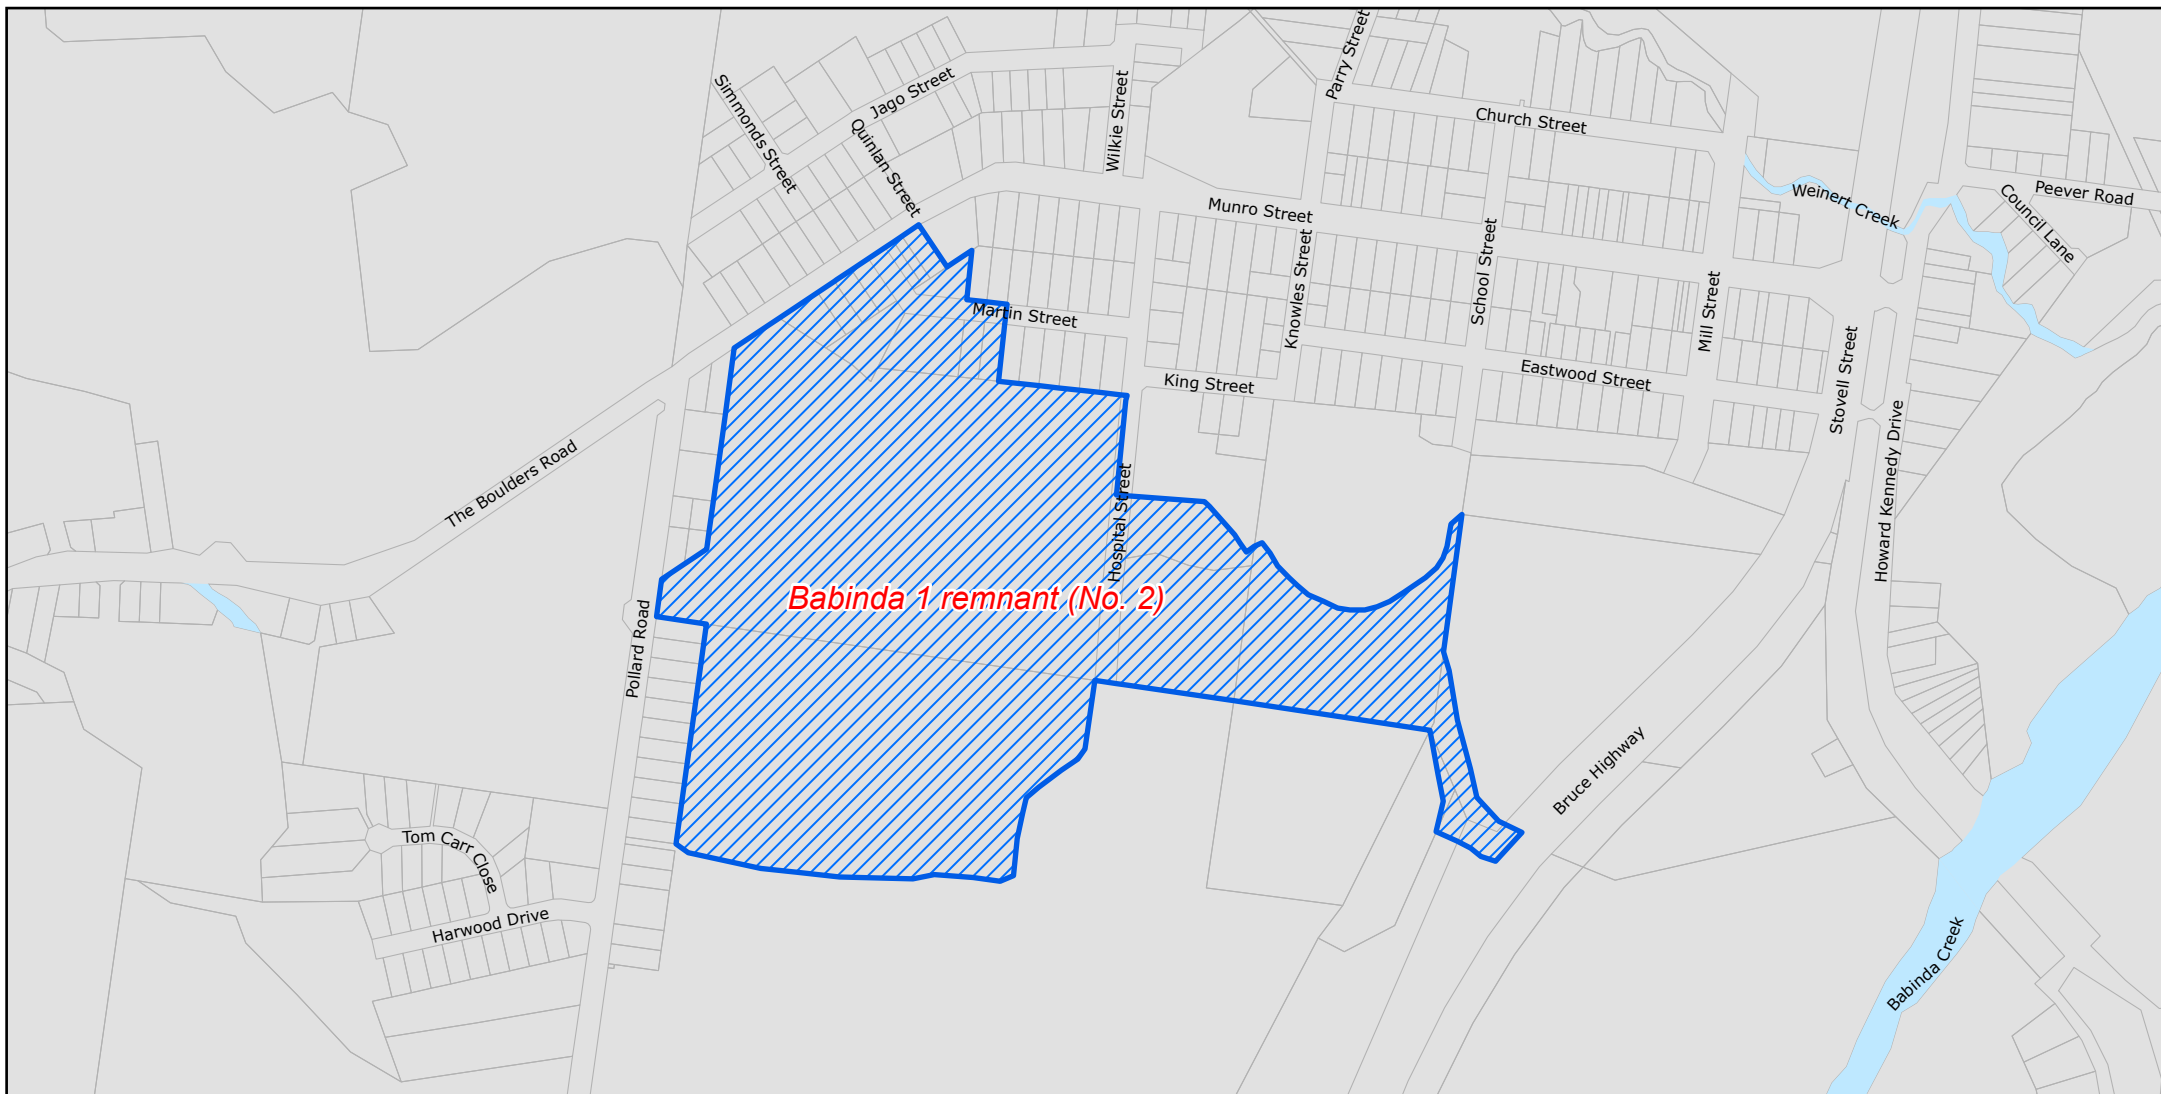 Parry Street
Simmonds Street
Jago Street
Wilkie Street
Church Street
Quinlan Street
Weinert Creek
Peever Road
Council Lane
Munro Street
Knowles Street
School Street
Mill Street
Martin Street
King Street
Eastwood Street
Stovell Street
The Boulders Road
Hospital Street
Howard Kennedy Drive
Babinda 1 remnant (No. 2)
Pollard Road
Bruce Highway
Tom Carr Close
Harwood Drive
Babinda Creek